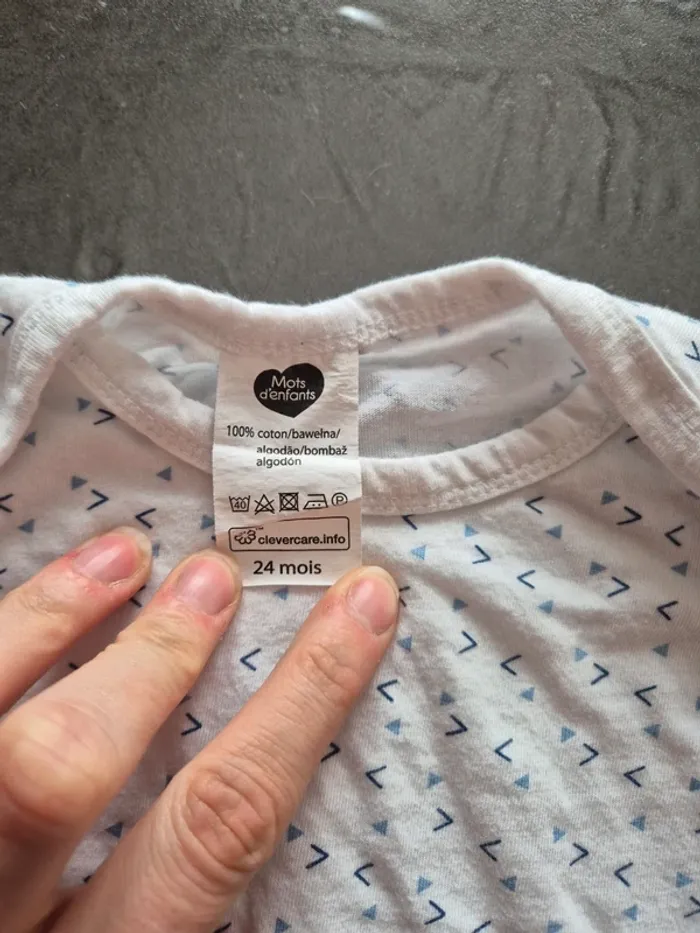 Mots
d'enfants
100% coton/bawełna/
algodão/bombaž
algodón
40 P
clevercare.info
24 mois